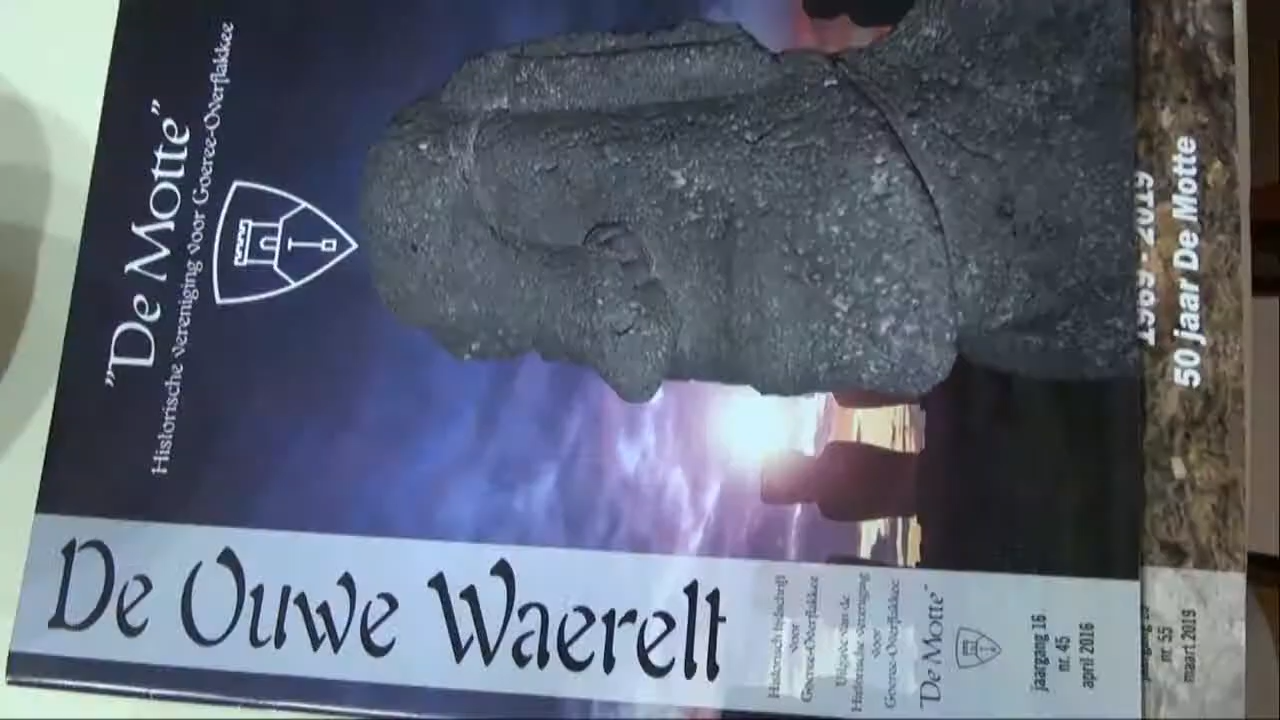 "De Motte"
Historische vereniging voor Goeree-Overflakkee
De Ouwe Waerelt
Historisch tijdschrift
voor
Goeree-Overflakkee
Uitgave van de
Historische vereniging
voor
Goeree-Overflakkee
"De Motte"
jaargang 16
nr. 45
april 2016
1969 - 2019
50 jaar De Motte
nr. 55
maart 2019